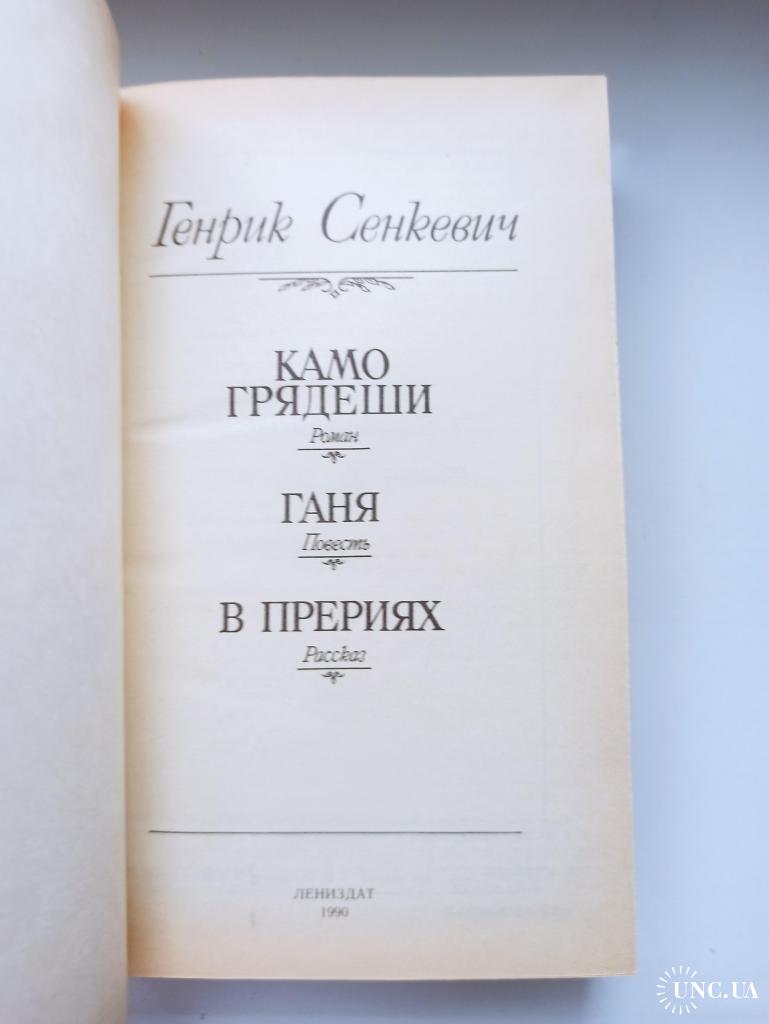 Генрик Сенкевич
КАМО
ГРЯДЕШИ
Роман
ГАНЯ
Повесть
В ПРЕРИЯХ
Рассказ
ЛЕНИЗДАТ
1990
UNC.UA